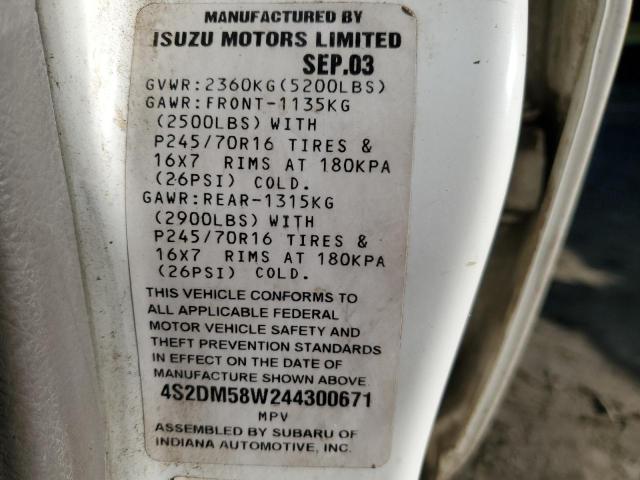 MANUFACTURED BY
ISUZU MOTORS LIMITED
SEP.03
GVWR:2360KG(5200LBS)
GAWR:FRONT-1135KG
(2500LBS) WITH
P245/70R16 TIRES &
16X7 RIMS AT 180KPA
(26PSI) COLD.
GAWR:REAR-1315KG
(2900LBS) WITH
P245/70R16 TIRES &
16X7 RIMS AT 180KPA
(26PSI) COLD.
THIS VEHICLE CONFORMS TO
ALL APPLICABLE FEDERAL
MOTOR VEHICLE SAFETY AND
THEFT PREVENTION STANDARDS
IN EFFECT ON THE DATE OF
MANUFACTURE SHOWN ABOVE
4S2DM58W244300671
MPV
ASSEMBLED BY SUBARU OF
INDIANA AUTOMOTIVE, INC.